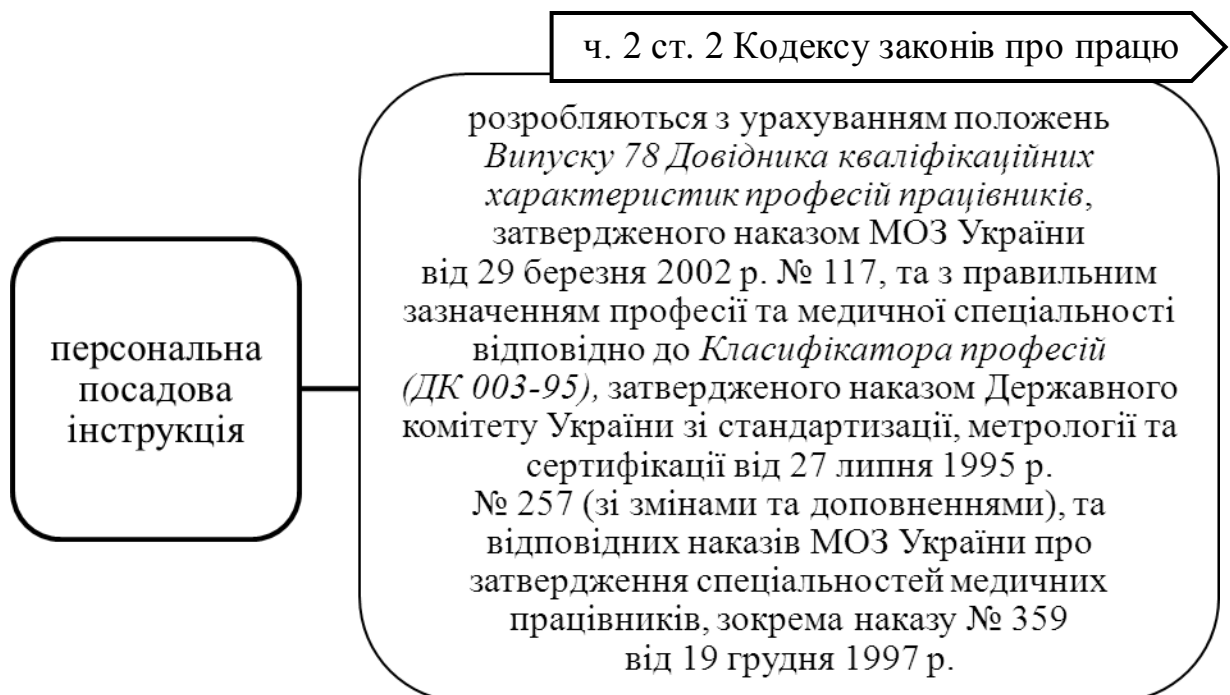 ч. 2 ст. 2 Кодексу законів про працю
розробляються з урахуванням положень
Випуску 78 Довідника кваліфікаційних
характеристик професій працівників,
затвердженого наказом МОЗ України
від 29 березня 2002 р. № 117, та з правильним
зазначенням професії та медичної спеціальності
відповідно до Класифікатора професій
(ДК 003-95), затвердженого наказом Державного
комітету України зі стандартизації, метрології та
сертифікації від 27 липня 1995 р.
№ 257 (зі змінами та доповненнями), та
відповідних наказів МОЗ України про
затвердження спеціальностей медичних
працівників, зокрема наказу № 359
від 19 грудня 1997 р.
персональна
посадова
інструкція